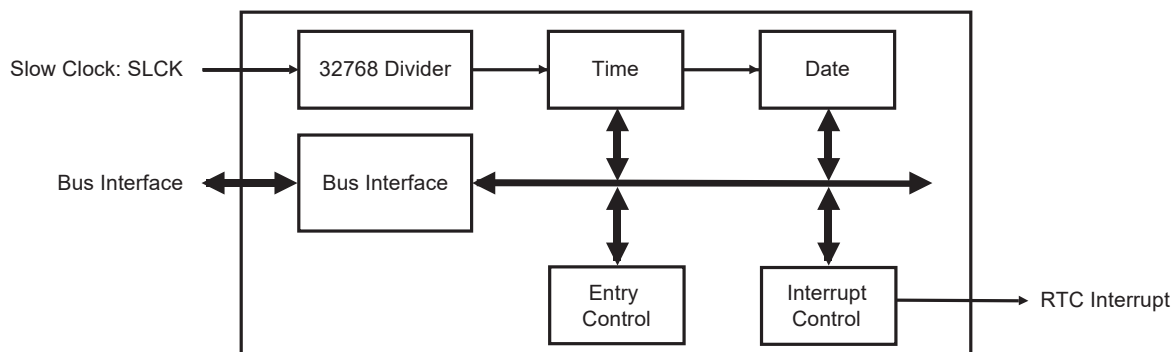 Slow Clock: SLCK
32768 Divider
Time
Date
Bus Interface
Bus Interface
Entry
Control
Interrupt
Control
RTC Interrupt